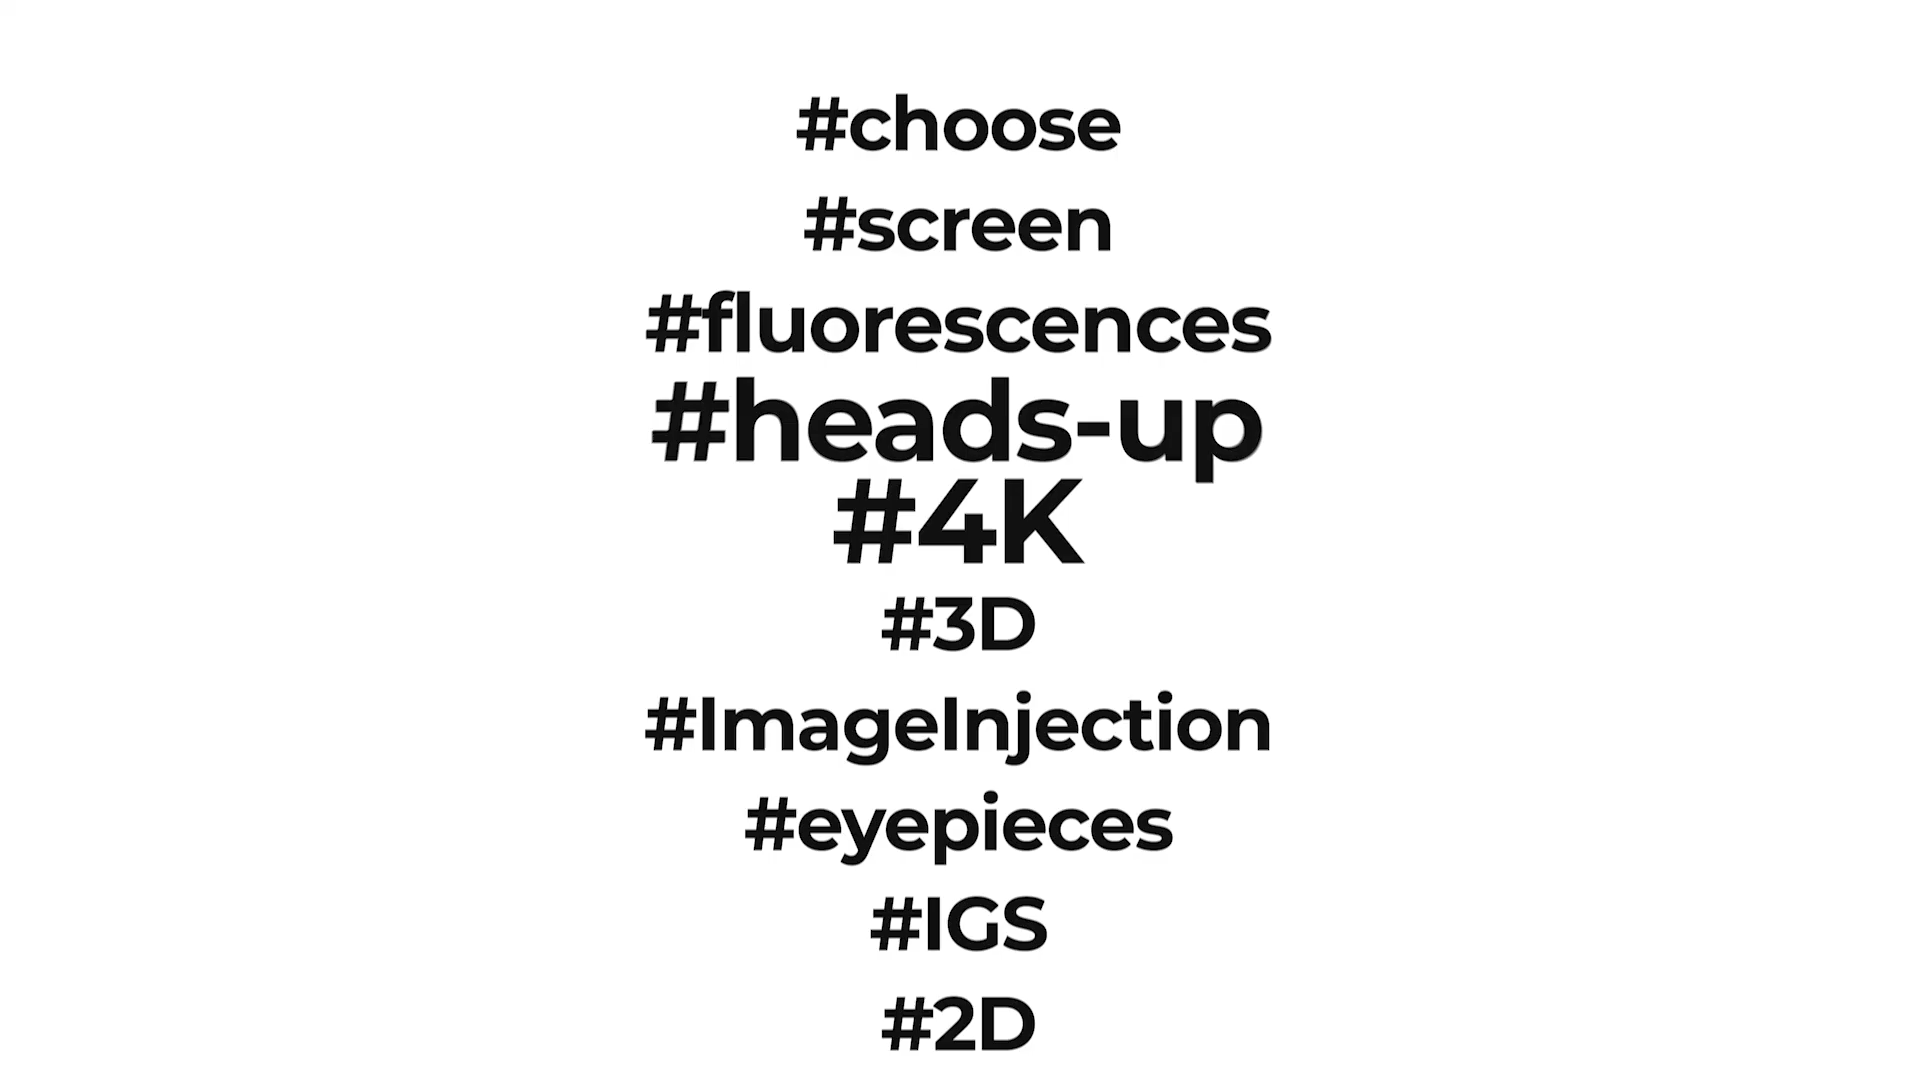 #choose
#screen
#fluorescences
#heads-up
#4K
#3D
#ImageInjection
#eyepieces
#IGS
#2D